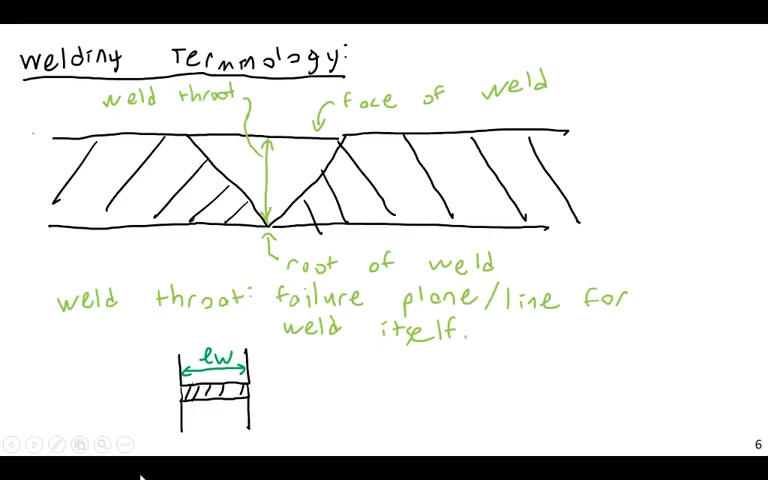 Welding Termnology:
weld throat
face of weld
root of weld
weld throat: failure plane/line for
weld itself.
lw
6